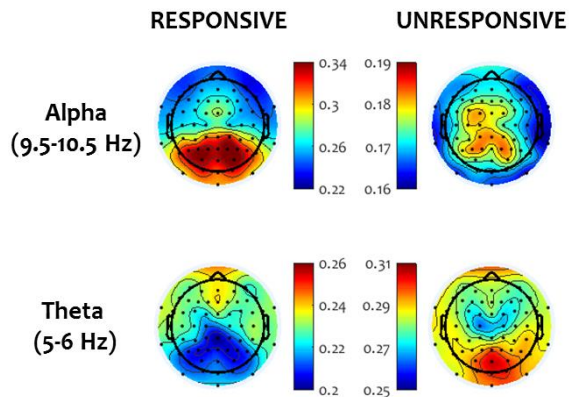 RESPONSIVE UNRESPONSIVE
Alpha
(9.5-10.5 Hz)
0.34 0.19
0.3 0.18
0.26 0.17
0.22 0.16
Theta
(5-6 Hz)
0.26 0.31
0.24 0.29
0.22 0.27
0.2 0.25